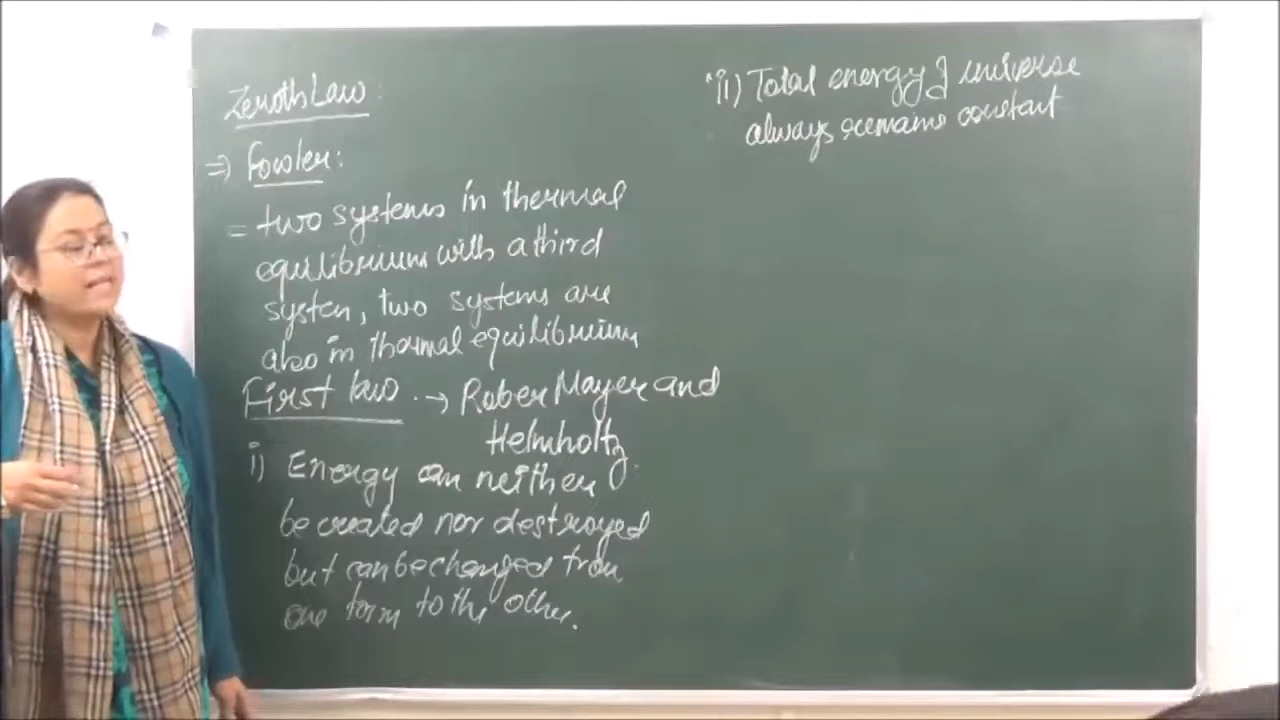 Zeroth Law :
⇒ Fowler :
= two systems in thermal
equilibrium with a third
system, two systems are
also in thermal equilibrium
First law . → Rober Mayer and
Helmholtz.
i) Energy can neither
be created nor destroyed
but can be changed from
one form to the other.
ii) Total energy of universe
always remains constant